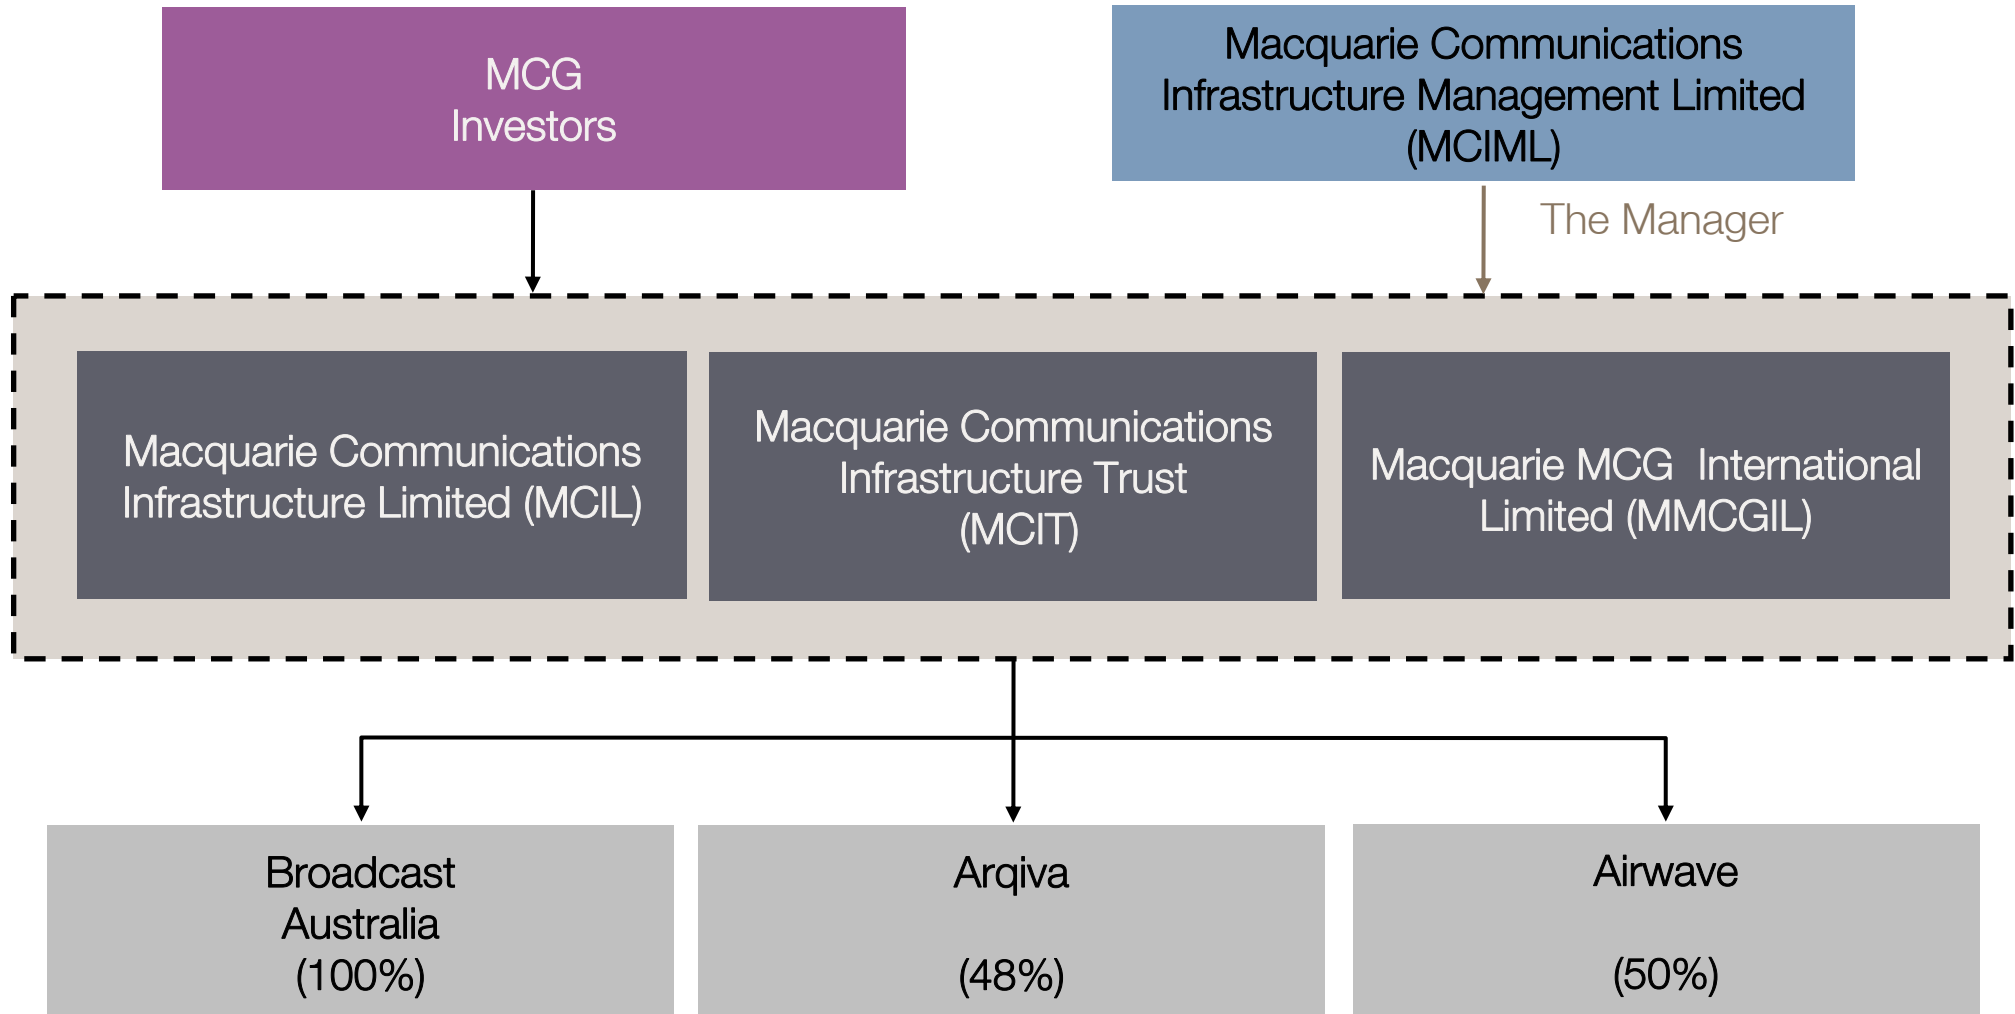 MCG
Investors
Macquarie Communications
Infrastructure Management Limited
(MCIML)
The Manager
Macquarie Communications
Infrastructure Limited (MCIL)
Macquarie Communications
Infrastructure Trust
(MCIT)
Macquarie MCG  International
Limited (MMCGIL)
Broadcast
Australia
(100%)
Arqiva
(48%)
Airwave
(50%)